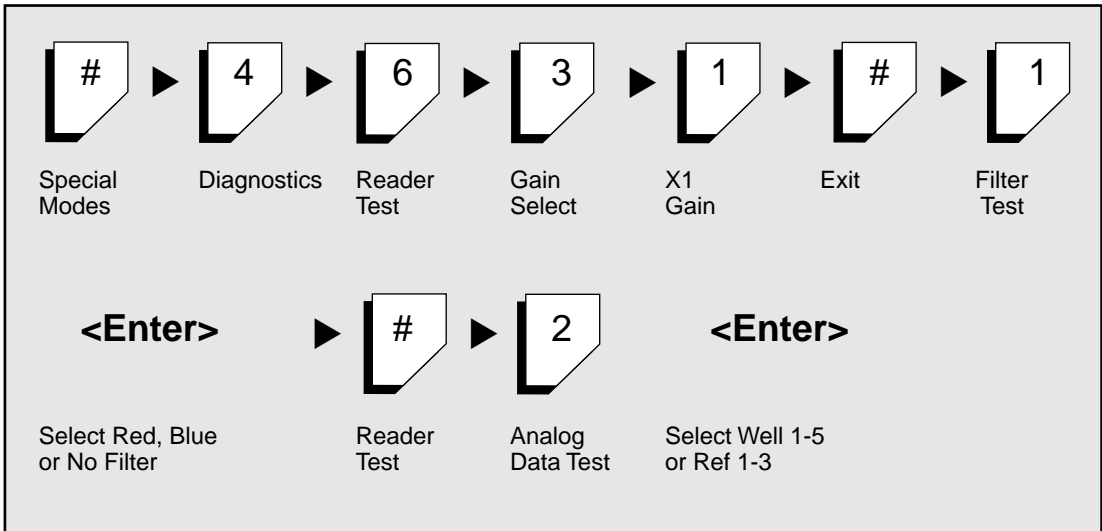 # 4 6 3 1 # 1
Special Diagnostics Reader Gain X1 Exit Filter
Modes Test Select Gain Test
<Enter> # 2 <Enter>
Select Red, Blue Reader Analog Select Well 1-5
or No Filter Test Data Test or Ref 1-3